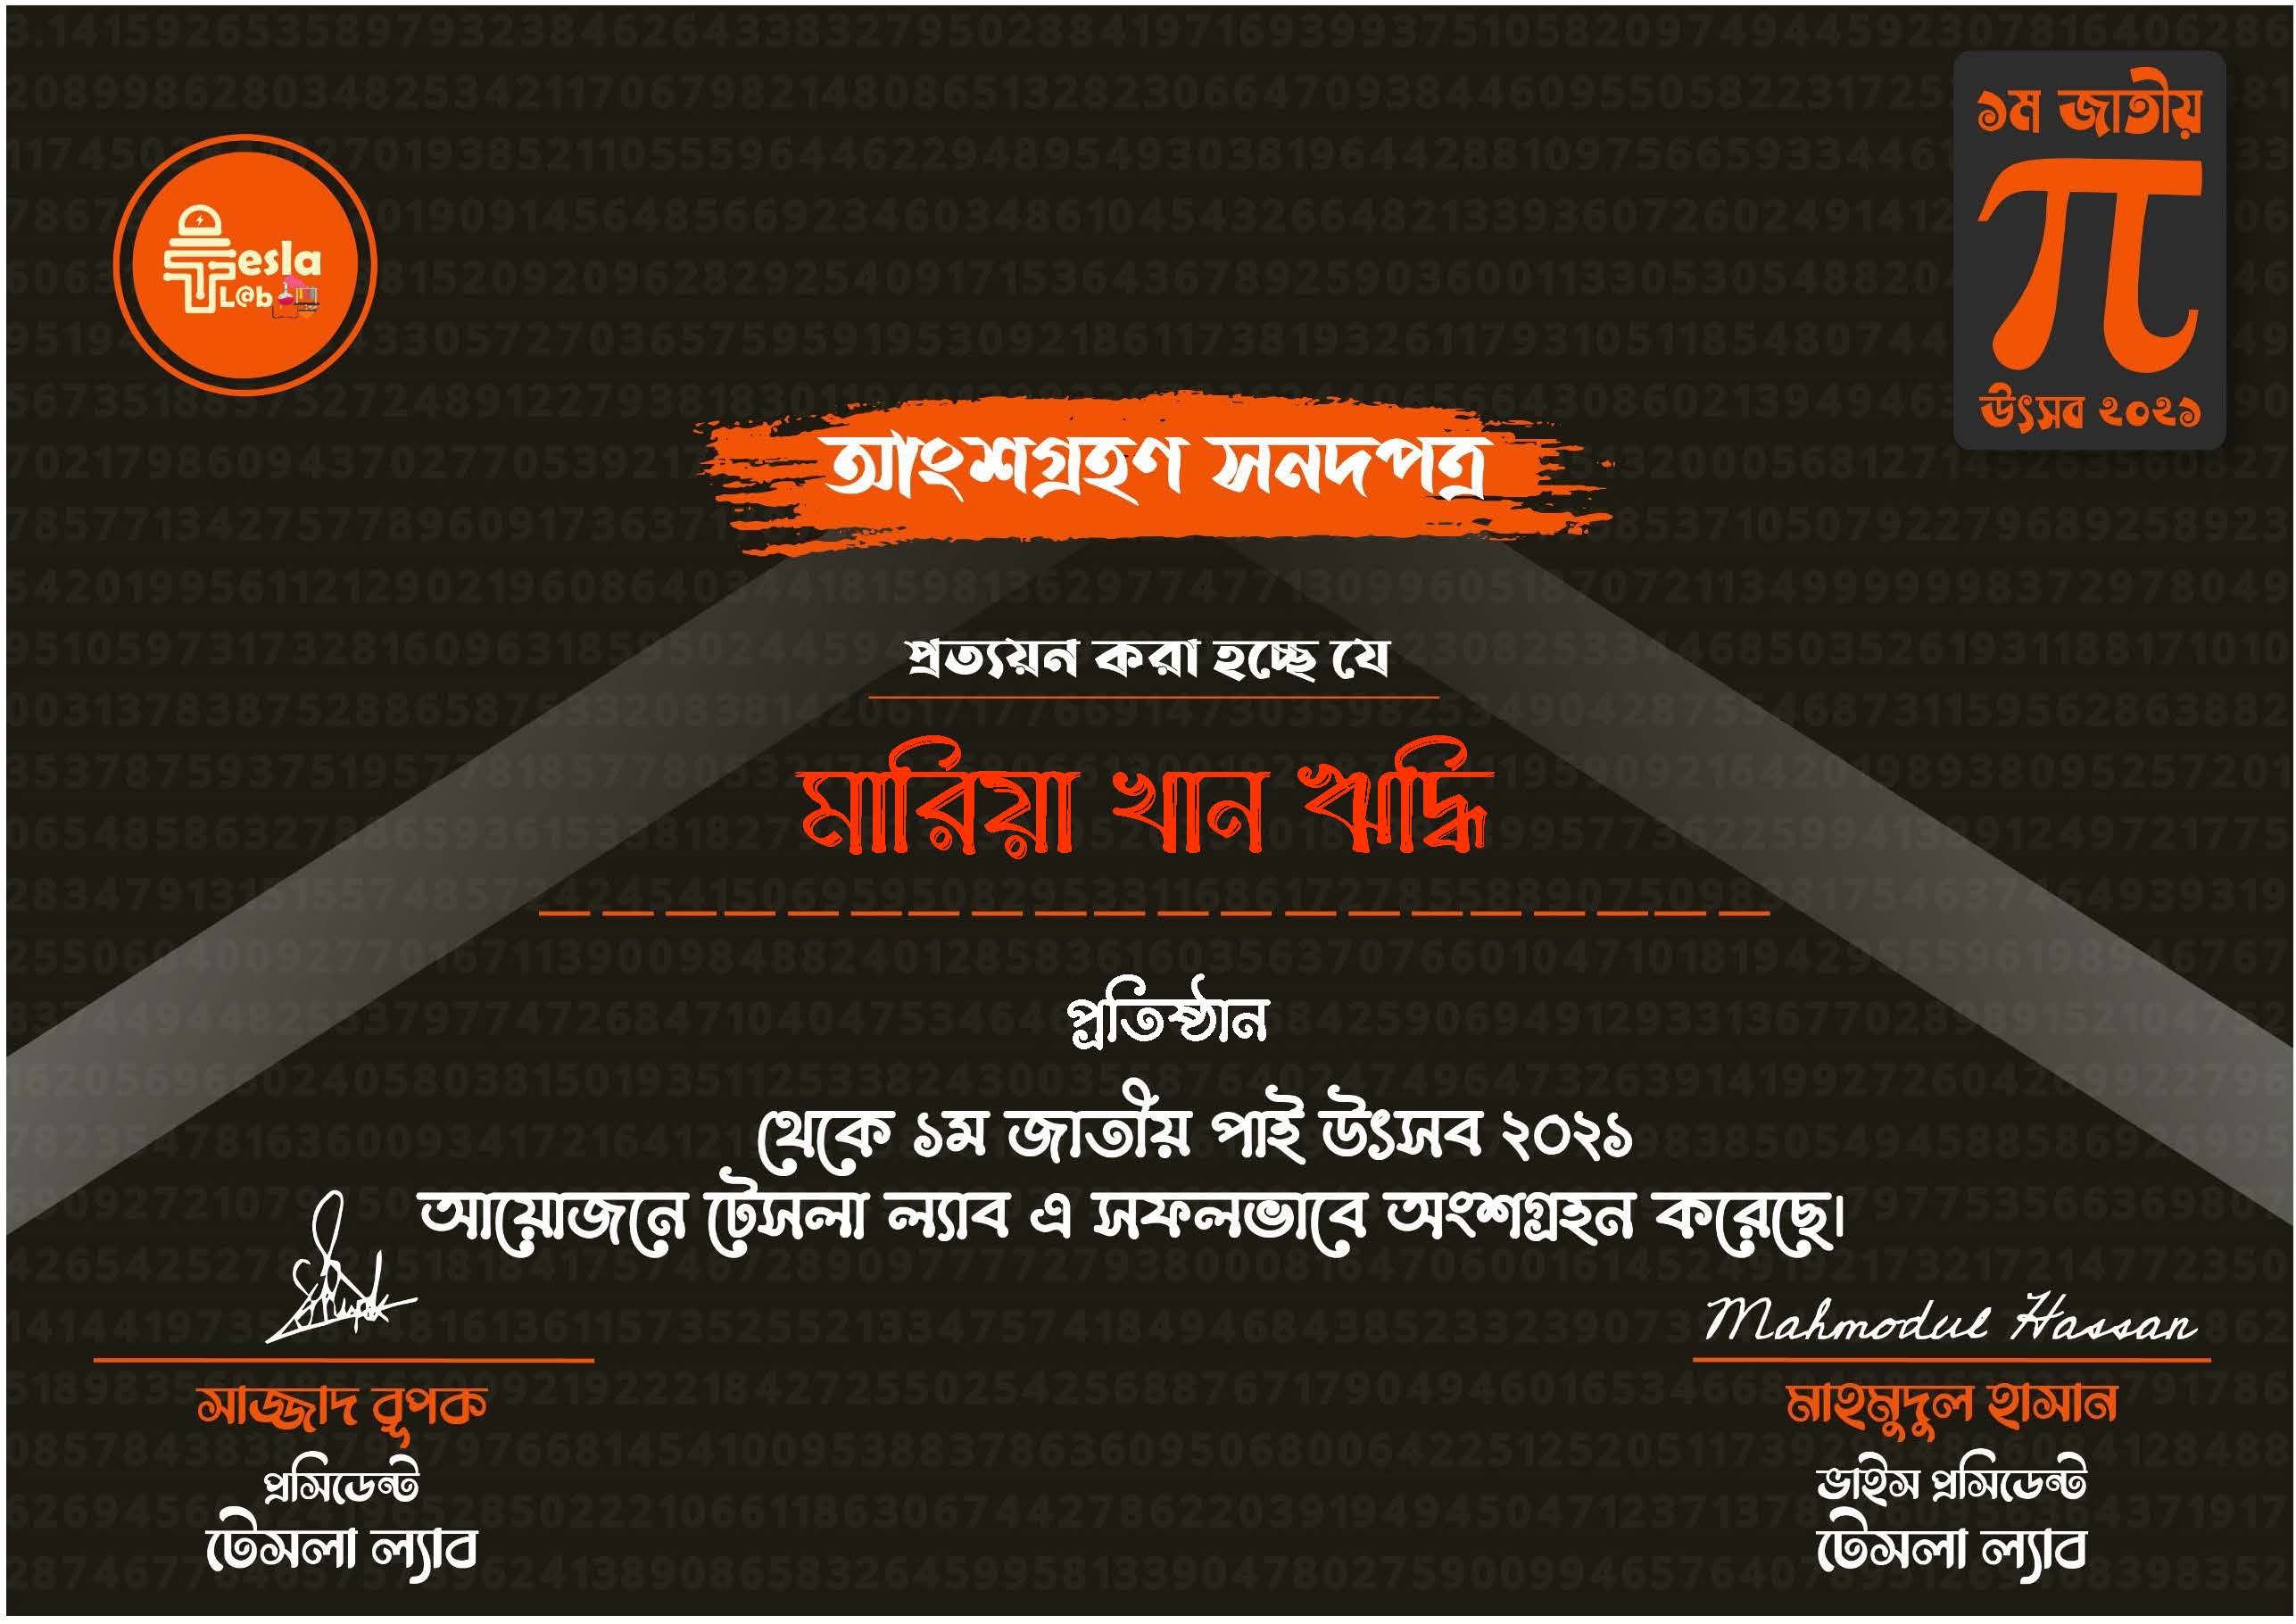 Tesla
L@b
১ম জাতীয়
π
উৎসব ২০২১
আংশগ্রহণ সনদপত্র
প্রত্যয়ন করা হচ্ছে যে
মারিয়া খান ঋদ্ধি
প্রতিষ্ঠান
থেকে ১ম জাতীয় পাই উৎসব ২০২১
আয়োজনে টেসলা ল্যাব এ সফলভাবে অংশগ্রহন করেছে।
Mahmodul Hassan
সাজ্জাদ রূপক
প্রসিডেন্ট
টেসলা ল্যাব
মাহমুদুল হাসান
ভাইস প্রসিডেন্ট
টেসলা ল্যাব